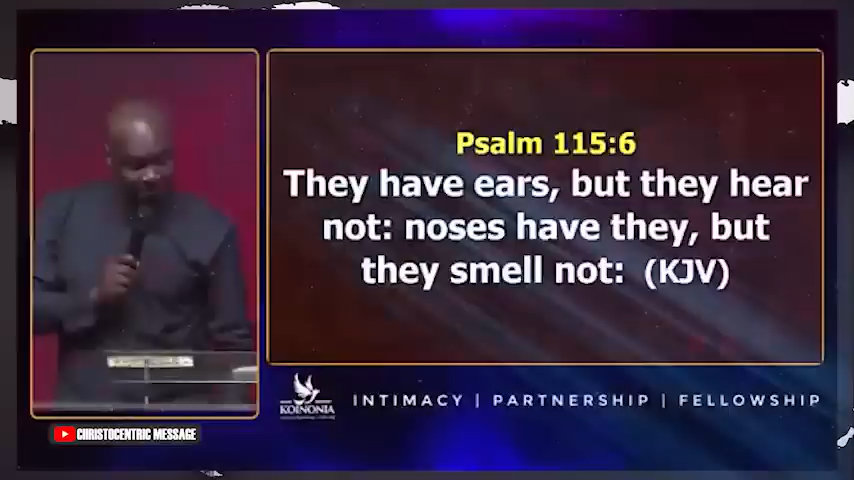 Psalm 115:6
They have ears, but they hear
not: noses have they, but
they smell not: (KJV)
KOINONIA
INTIMACY | PARTNERSHIP | FELLOWSHIP
CHRISTOCENTRIC MESSAGE